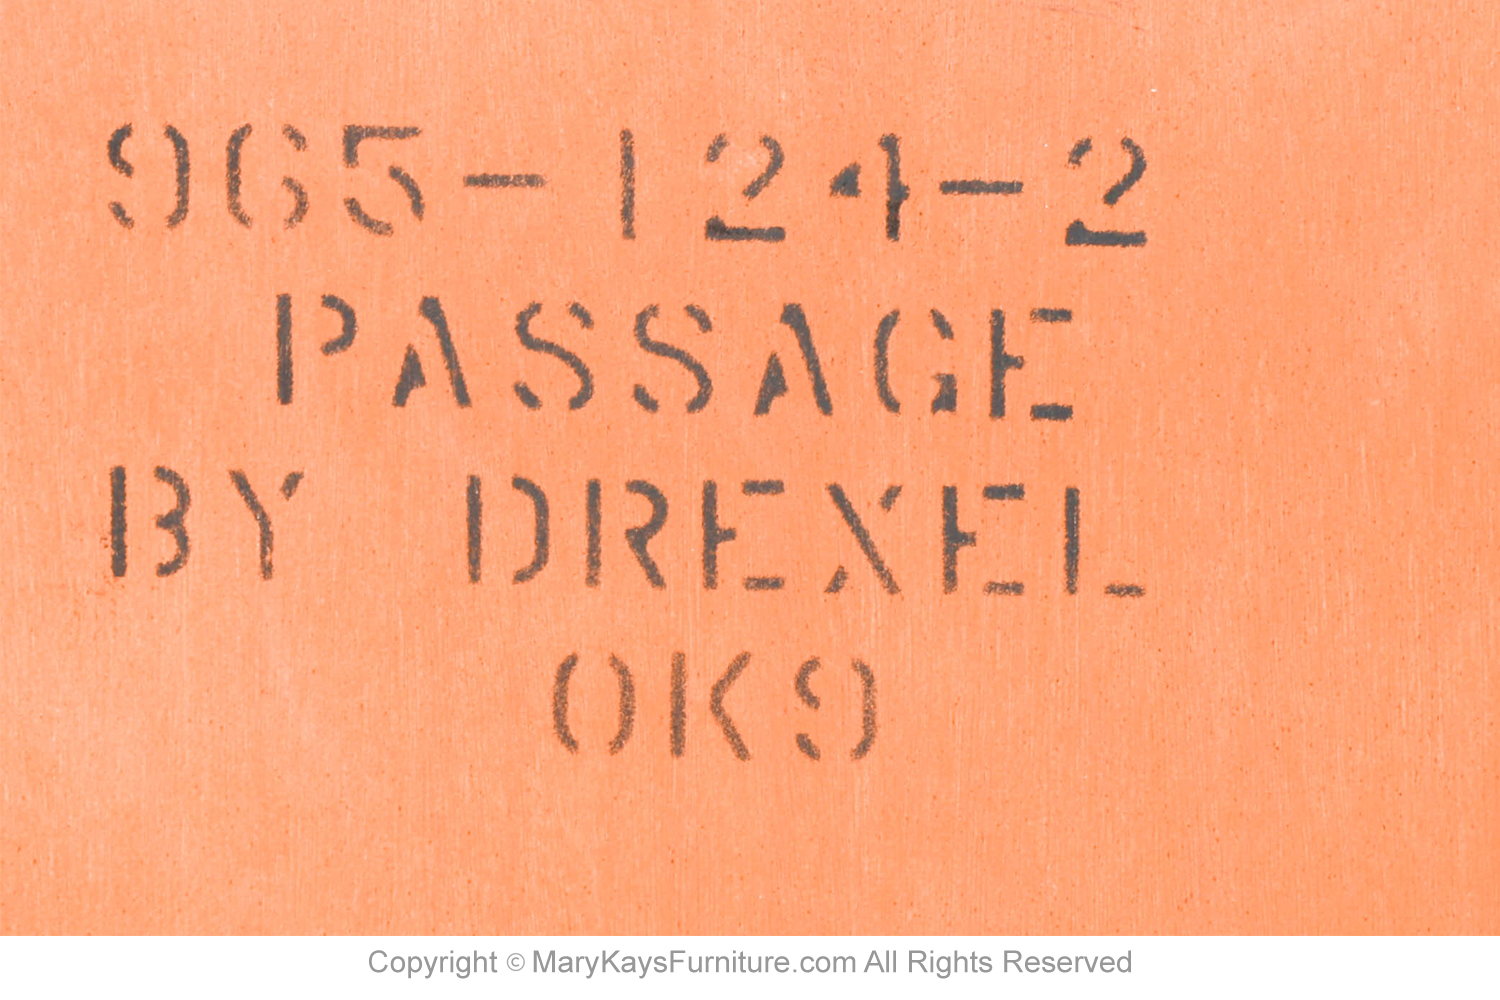 965-124-2
PASSAGE
BY DREXEL
OK9
Copyright © MaryKaysFurniture.com All Rights Reserved